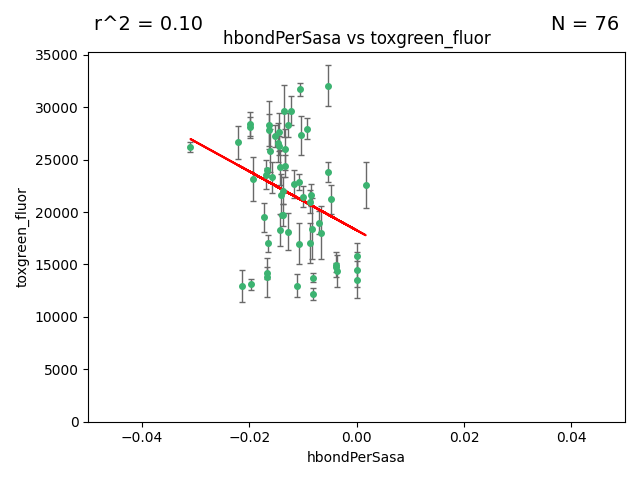 r^2 = 0.10
N = 76
hbondPerSasa vs toxgreen_fluor
35000
30000
25000
20000
15000
10000
5000
0
toxgreen_fluor
−0.04
−0.02
0.00
0.02
0.04
hbondPerSasa